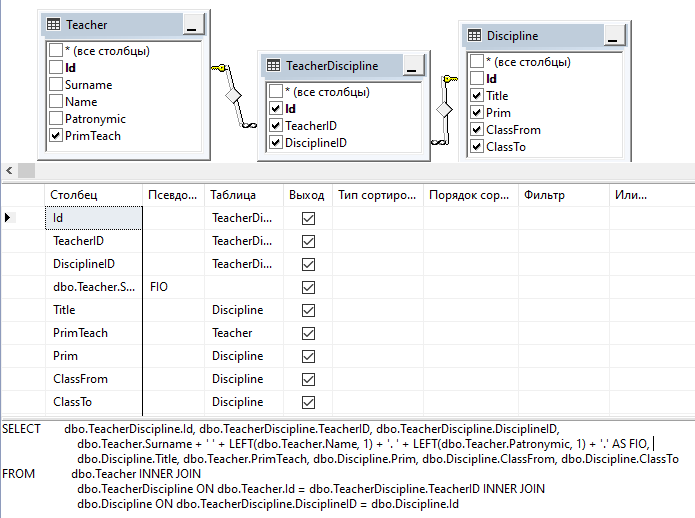 Teacher
* (все столбцы)
Id
Surname
Name
Patronymic
PrimTeach
TeacherDiscipline
* (все столбцы)
Id
TeacherID
DisciplineID
Discipline
* (все столбцы)
Id
Title
Prim
ClassFrom
ClassTo
Столбец Псевдо... Таблица Выход Тип сортиро... Порядок сор... Фильтр Или...
Id TeacherDi...
TeacherID TeacherDi...
DisciplineID TeacherDi...
dbo.Teacher.S... FIO
Title Discipline
PrimTeach Teacher
Prim Discipline
ClassFrom Discipline
ClassTo Discipline
SELECT dbo.TeacherDiscipline.Id, dbo.TeacherDiscipline.TeacherID, dbo.TeacherDiscipline.DisciplineID,
dbo.Teacher.Surname + ' ' + LEFT(dbo.Teacher.Name, 1) + '. ' + LEFT(dbo.Teacher.Patronymic, 1) + '.' AS FIO,
dbo.Discipline.Title, dbo.Teacher.PrimTeach, dbo.Discipline.Prim, dbo.Discipline.ClassFrom, dbo.Discipline.ClassTo
FROM dbo.Teacher INNER JOIN
dbo.TeacherDiscipline ON dbo.Teacher.Id = dbo.TeacherDiscipline.TeacherID INNER JOIN
dbo.Discipline ON dbo.TeacherDiscipline.DisciplineID = dbo.Discipline.Id